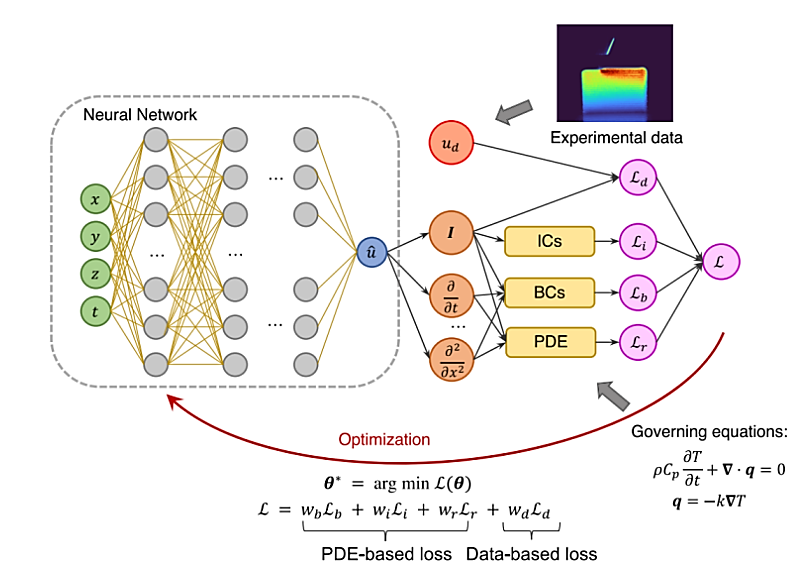 Neural Network
Experimental data
x
y
z
t
...
...
...
...
û
u_d
I
∂/∂t
...
∂²/∂x²
ICs
BCs
PDE
ℒ_d
ℒ_i
ℒ_b
ℒ_r
ℒ
Optimization
Governing equations:
ρC_p ∂T/∂t + ∇ · q = 0
q = −k∇T
θ* = arg min ℒ(θ)
ℒ = w_bℒ_b + w_iℒ_i + w_rℒ_r + w_dℒ_d
PDE-based loss Data-based loss